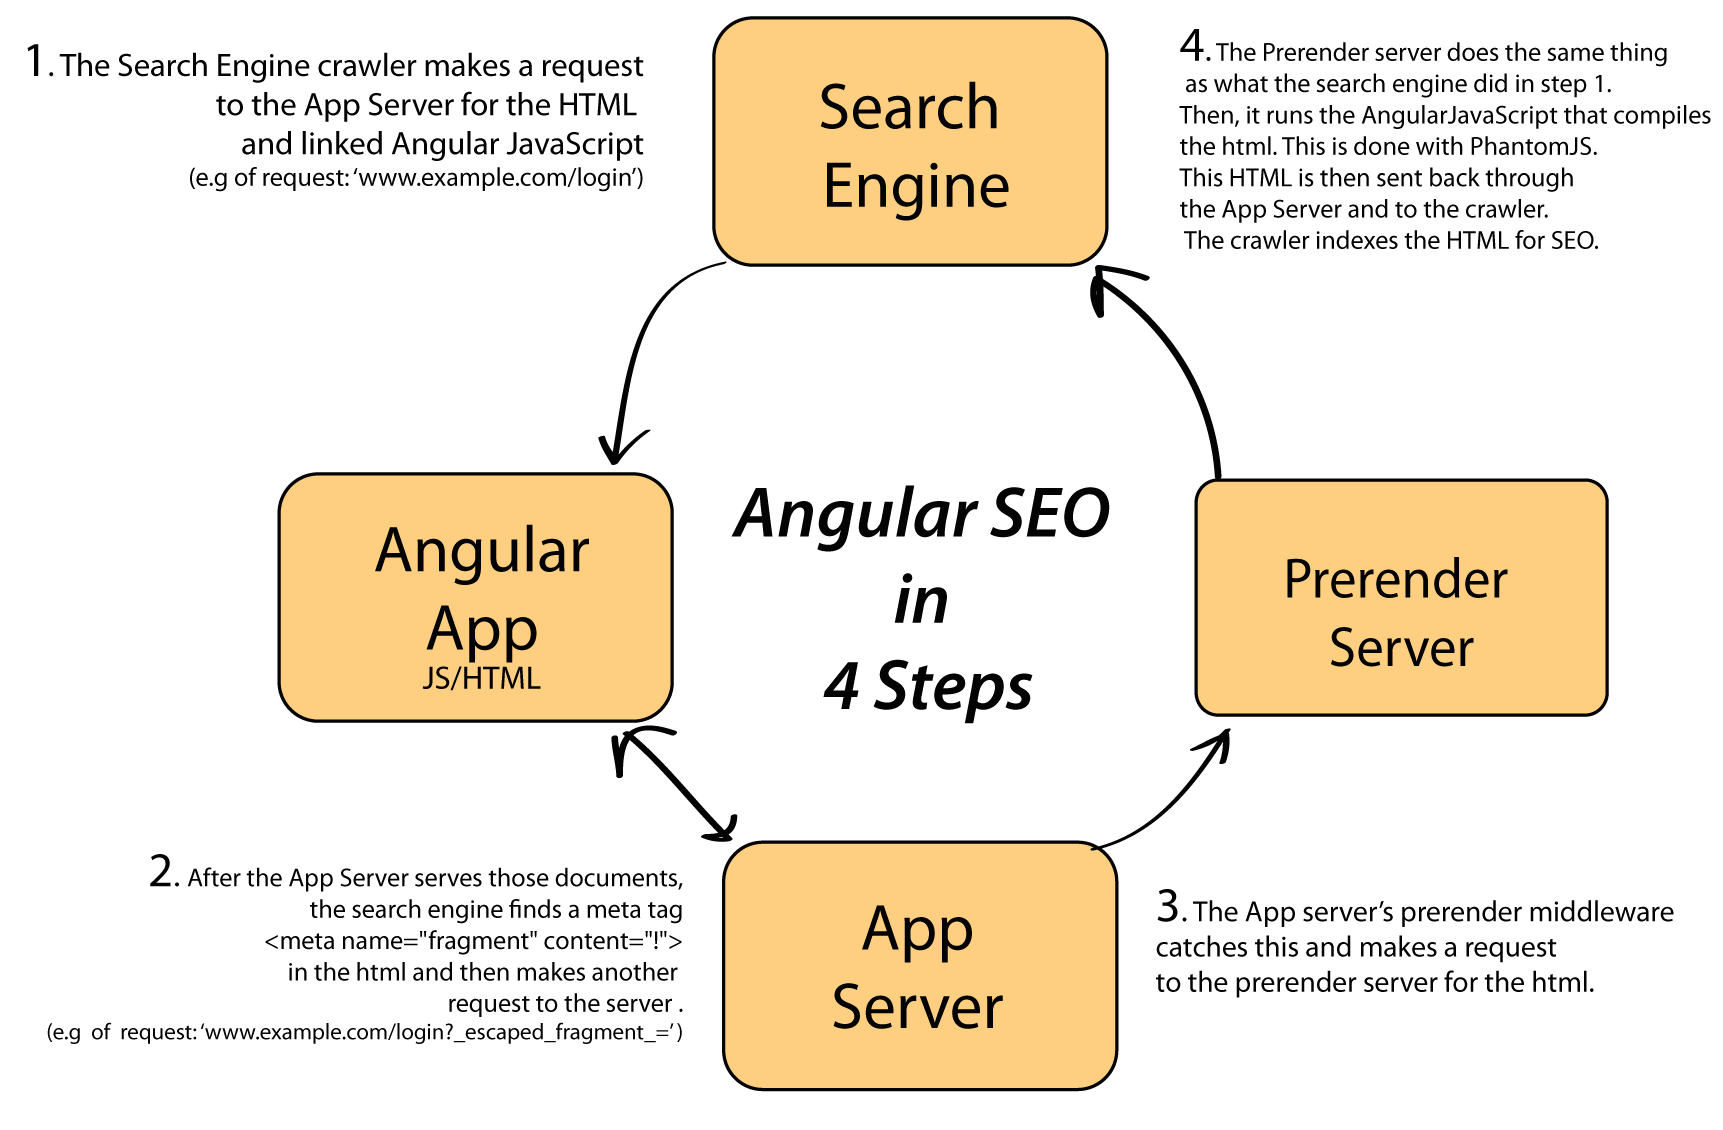 1. The Search Engine crawler makes a request
to the App Server for the HTML
and linked Angular JavaScript
(e.g of request: ‘www.example.com/login’)
Search
Engine
4. The Prerender server does the same thing
as what the search engine did in step 1.
Then, it runs the AngularJavaScript that compiles
the html. This is done with PhantomJS.
This HTML is then sent back through
the App Server and to the crawler.
The crawler indexes the HTML for SEO.
Angular
App
JS/HTML
Angular SEO
in
4 Steps
Prerender
Server
2. After the App Server serves those documents,
the search engine finds a meta tag
<meta name="fragment" content="!">
in the html and then makes another
request to the server .
(e.g of request: ‘www.example.com/login?_escaped_fragment_=’ )
App
Server
3. The App server’s prerender middleware
catches this and makes a request
to the prerender server for the html.